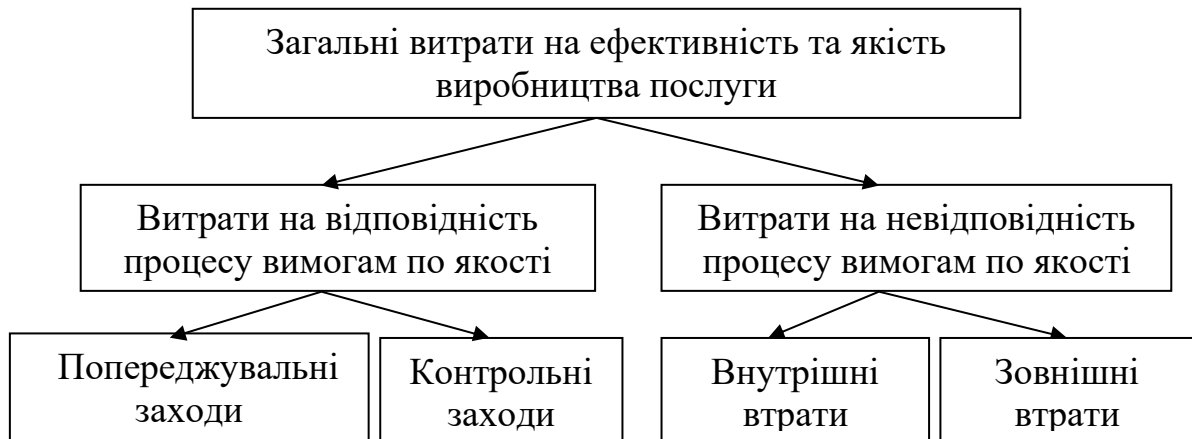 Загальні витрати на ефективність та якість
виробництва послуги
Витрати на відповідність
процесу вимогам по якості
Витрати на невідповідність
процесу вимогам по якості
Попереджувальні
заходи
Контрольні
заходи
Внутрішні
втрати
Зовнішні
втрати